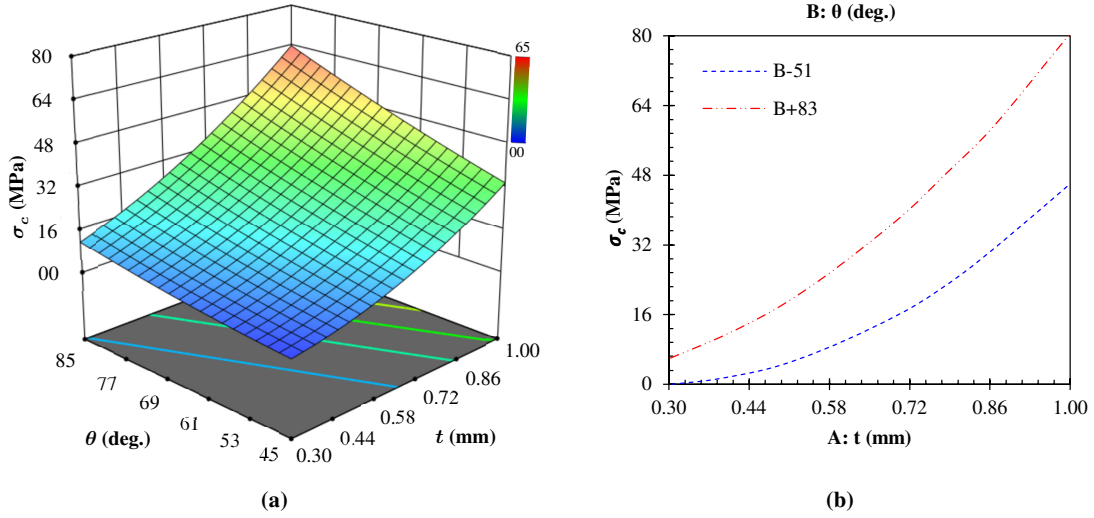 80
64
48
32
16
00
σc (MPa)
65
00
85
77
69
61
53
45
θ (deg.)
0.30
0.44
0.58
0.72
0.86
1.00
t (mm)
(a)
B: θ (deg.)
80
64
48
32
16
0
σc (MPa)
B-51
B+83
0.30 0.44 0.58 0.72 0.86 1.00
A: t (mm)
(b)